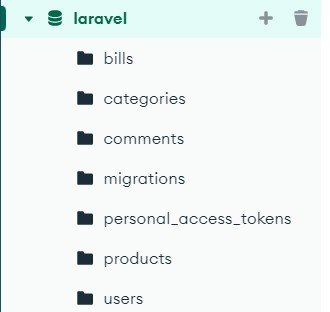 laravel
bills
categories
comments
migrations
personal_access_tokens
products
users